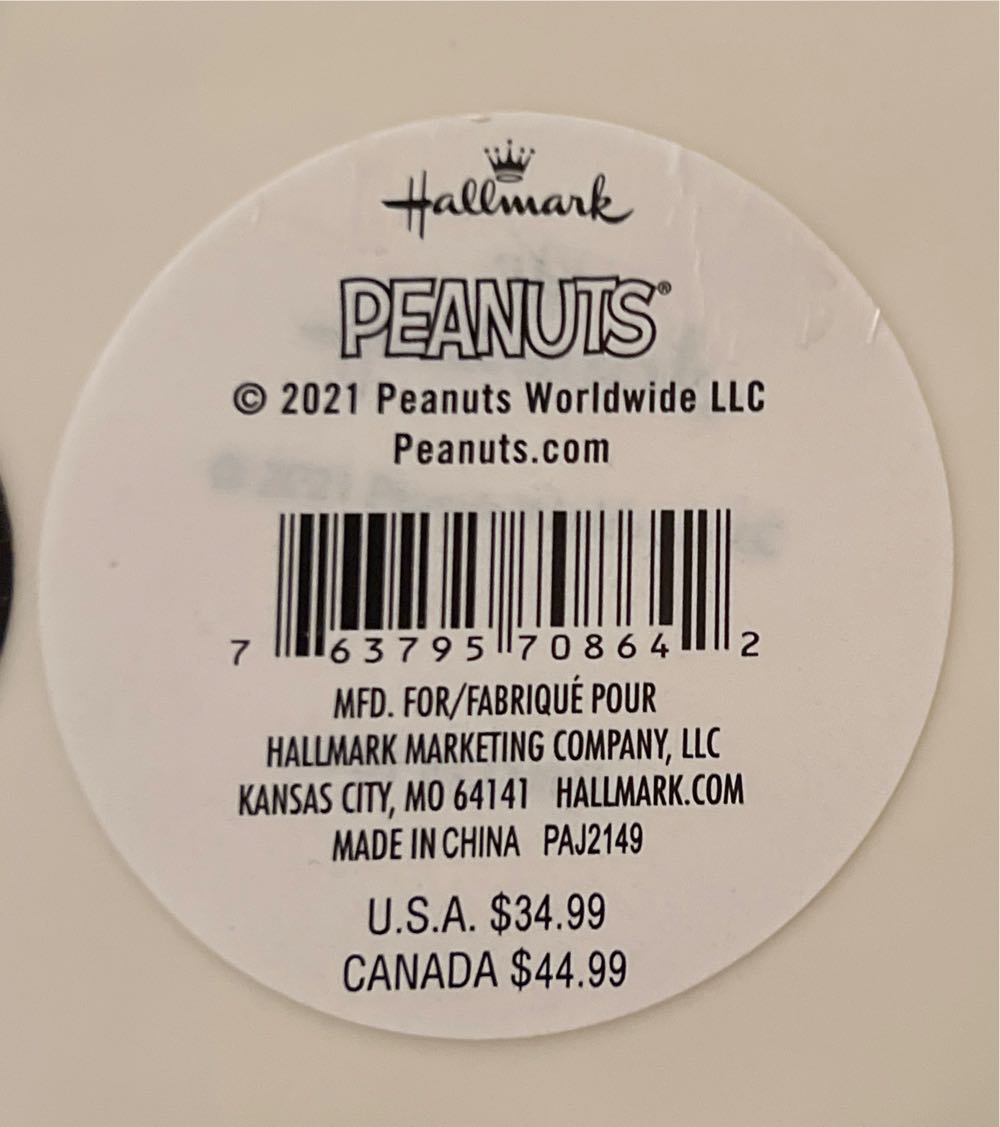 Hallmark
PEANUTS®
© 2021 Peanuts Worldwide LLC
Peanuts.com
7 63795 70864 2
MFD. FOR/FABRIQUÉ POUR
HALLMARK MARKETING COMPANY, LLC
KANSAS CITY, MO 64141 HALLMARK.COM
MADE IN CHINA PAJ2149
U.S.A. $34.99
CANADA $44.99